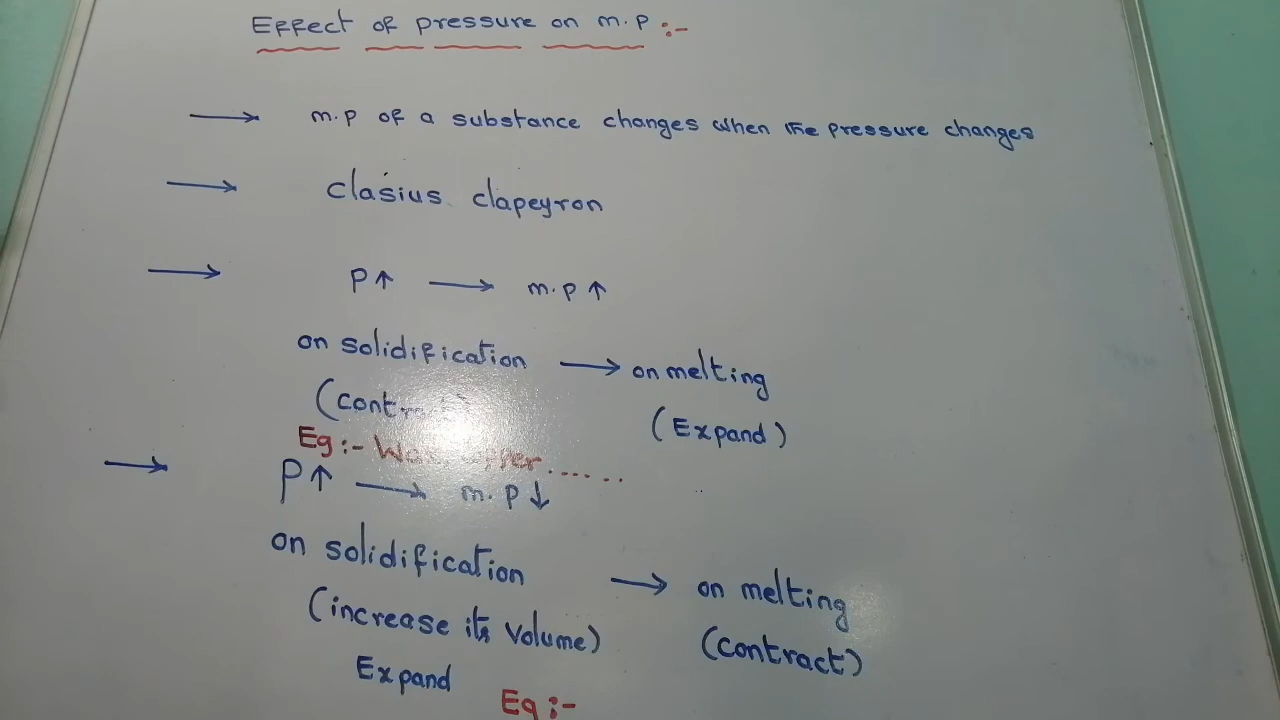 Effect of pressure on m.p :-
→ m.p of a substance changes when the pressure changes
→ clasius clapeyron
→ P↑ → m.p↑
on solidification → on melting
(Expand)
Eg :-
→ P↑ → m.p↓
on solidification → on melting
(increase its volume) (contract)
Expand
Eg :-